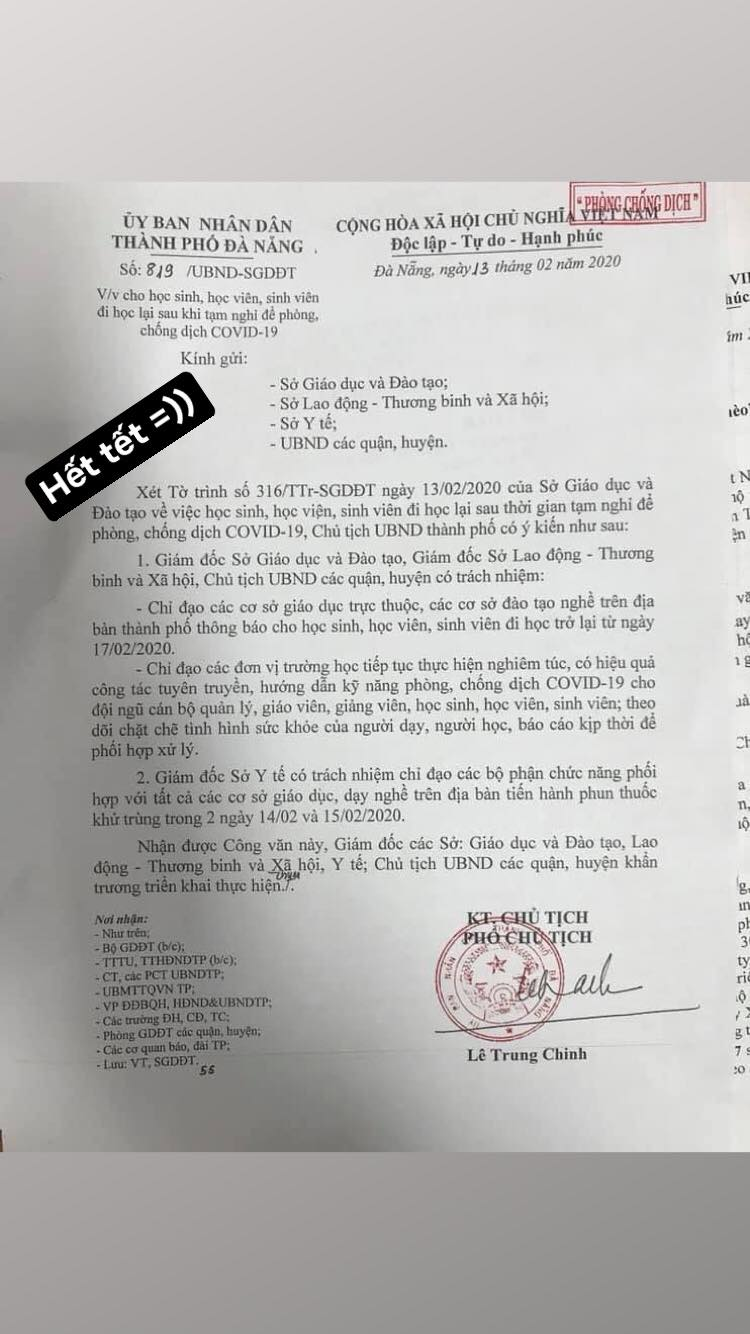 "PHÒNG CHỐNG DỊCH"
ỦY BAN NHÂN DÂN
THÀNH PHỐ ĐÀ NẴNG
CỘNG HÒA XÃ HỘI CHỦ NGHĨA VIỆT NAM
Độc lập - Tự do - Hạnh phúc
Số: 819 /UBND-SGDĐT
Đà Nẵng, ngày 13 tháng 02 năm 2020
V/v cho học sinh, học viên, sinh viên
đi học lại sau khi tạm nghỉ để phòng,
chống dịch COVID-19
Kính gửi:
- Sở Giáo dục và Đào tạo;
- Sở Lao động - Thương binh và Xã hội;
- Sở Y tế;
- UBND các quận, huyện.
Hết tết =))
Xét Tờ trình số 316/TTr-SGDĐT ngày 13/02/2020 của Sở Giáo dục và
Đào tạo về việc học sinh, học viện, sinh viên đi học lại sau thời gian tạm nghỉ để
phòng, chống dịch COVID-19, Chủ tịch UBND thành phố có ý kiến như sau:
1. Giám đốc Sở Giáo dục và Đào tạo, Giám đốc Sở Lao động - Thương
binh và Xã hội, Chủ tịch UBND các quận, huyện có trách nhiệm:
- Chỉ đạo các cơ sở giáo dục trực thuộc, các cơ sở đào tạo nghề trên địa
bàn thành phố thông báo cho học sinh, học viên, sinh viên đi học trở lại từ ngày
17/02/2020.
- Chỉ đạo các đơn vị trường học tiếp tục thực hiện nghiêm túc, có hiệu quả
công tác tuyên truyền, hướng dẫn kỹ năng phòng, chống dịch COVID-19 cho
đội ngũ cán bộ quản lý, giáo viên, giảng viên, học sinh, học viên, sinh viên; theo
dõi chặt chẽ tình hình sức khỏe của người dạy, người học, báo cáo kịp thời để
phối hợp xử lý.
2. Giám đốc Sở Y tế có trách nhiệm chỉ đạo các bộ phận chức năng phối
hợp với tất cả các cơ sở giáo dục, dạy nghề trên địa bàn tiến hành phun thuốc
khử trùng trong 2 ngày 14/02 và 15/02/2020.
Nhận được Công văn này, Giám đốc các Sở: Giáo dục và Đào tạo, Lao
động - Thương binh và Xã hội, Y tế; Chủ tịch UBND các quận, huyện khẩn
trương triển khai thực hiện./.
Nơi nhận:
- Như trên;
- Bộ GDĐT (b/c);
- TTTU, TTHĐNDTP (b/c);
- CT, các PCT UBNDTP;
- UBMTTQVN TP;
- VP ĐĐBQH, HĐND&UBNDTP;
- Các trường ĐH, CĐ, TC;
- Phòng GDĐT các quận, huyện;
- Các cơ quan báo, đài TP;
- Lưu: VT, SGDĐT.
55
KT. CHỦ TỊCH
PHÓ CHỦ TỊCH
Lê Trung Chinh